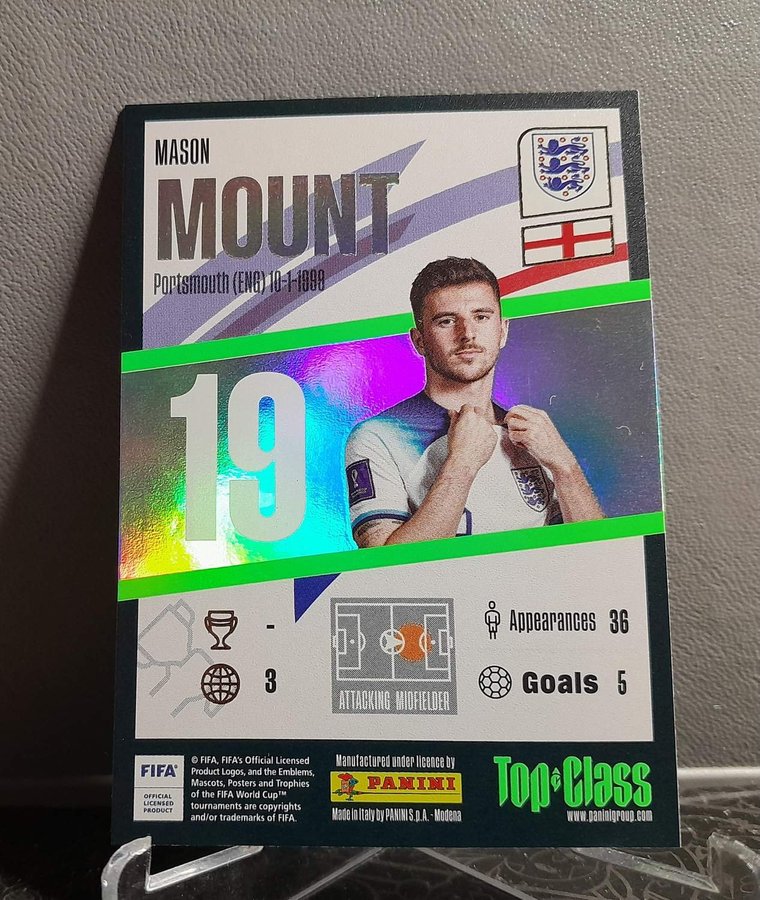 MASON
MOUNT
Portsmouth (ENG) 10-1-1999
19
-
3
ATTACKING MIDFIELDER
Appearances 36
Goals 5
FIFA
OFFICIAL
LICENSED
PRODUCT
© FIFA, FIFA's Official Licensed
Product Logos, and the Emblems,
Mascots, Posters and Trophies
of the FIFA World Cup™
tournaments are copyrights
and/or trademarks of FIFA.
Manufactured under licence by
PANINI
Made in Italy by PANINI S.p.A. - Modena
Top Class
www.paninigroup.com